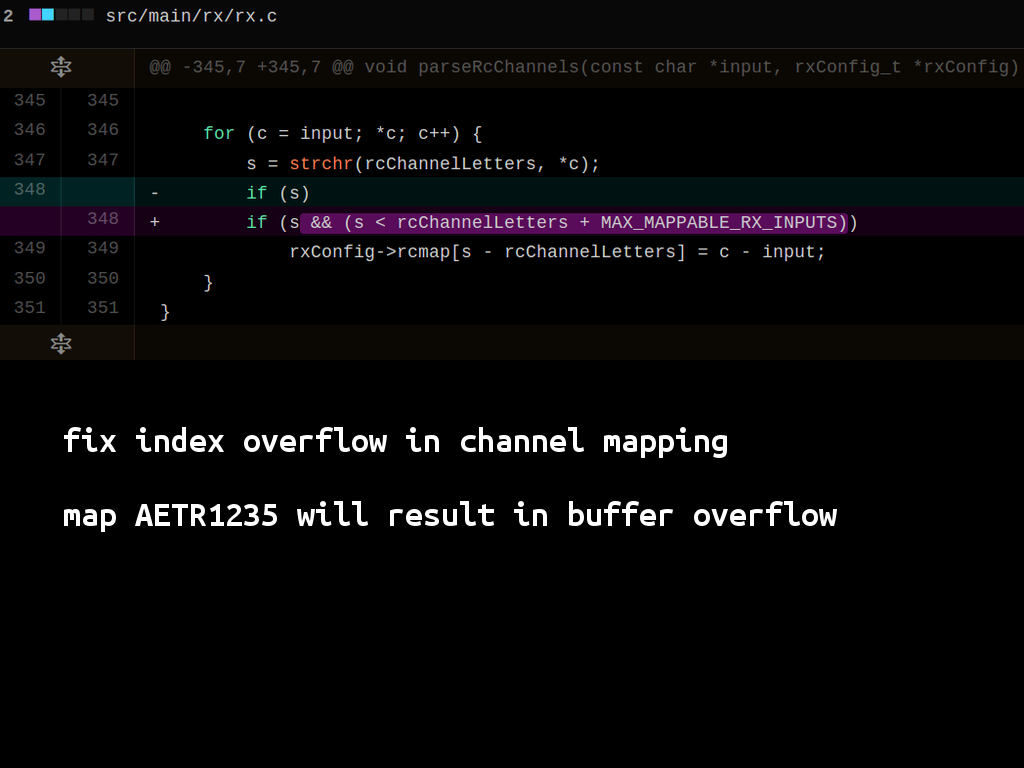 2 src/main/rx/rx.c
@@ -345,7 +345,7 @@ void parseRcChannels(const char *input, rxConfig_t *rxConfig)
345 345
346 346 for (c = input; *c; c++) {
347 347 s = strchr(rcChannelLetters, *c);
348 - if (s)
348 + if (s && (s < rcChannelLetters + MAX_MAPPABLE_RX_INPUTS))
349 349 rxConfig->rcmap[s - rcChannelLetters] = c - input;
350 350 }
351 351 }
fix index overflow in channel mapping
map AETR1235 will result in buffer overflow